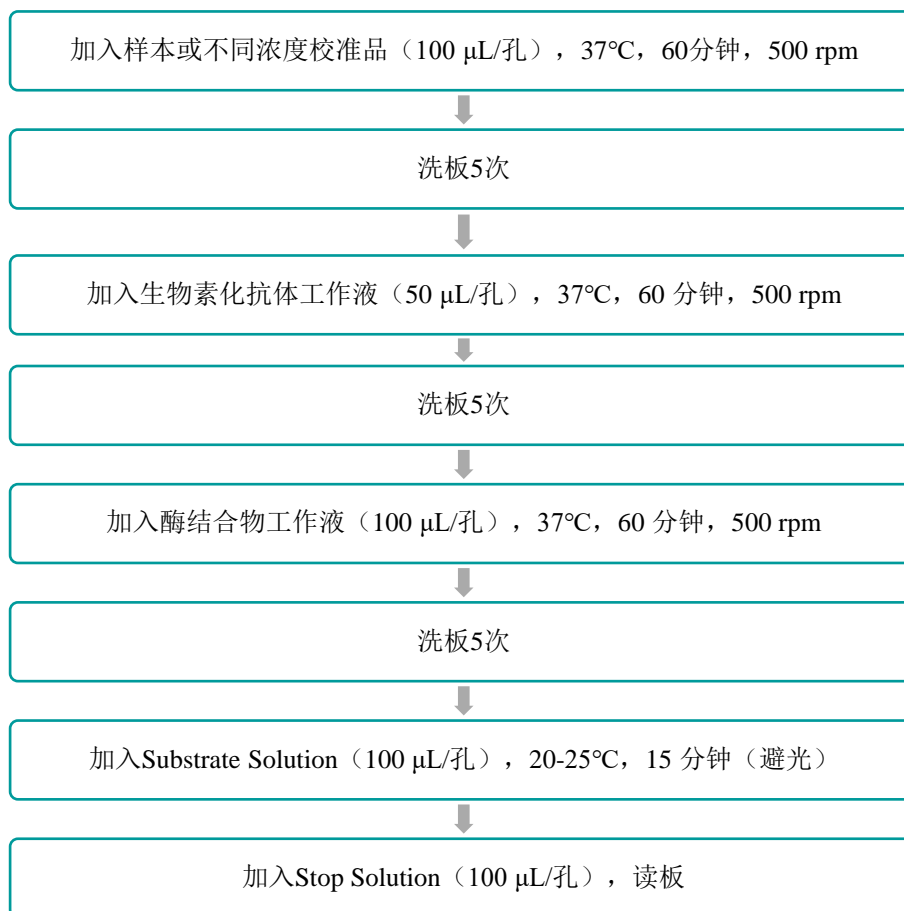 加入样本或不同浓度校准品（100 μL/孔），37℃，60分钟，500 rpm
洗板5次
加入生物素化抗体工作液（50 μL/孔），37℃，60 分钟，500 rpm
洗板5次
加入酶结合物工作液（100 μL/孔），37℃，60 分钟，500 rpm
洗板5次
加入Substrate Solution（100 μL/孔），20-25℃，15 分钟（避光）
加入Stop Solution（100 μL/孔），读板